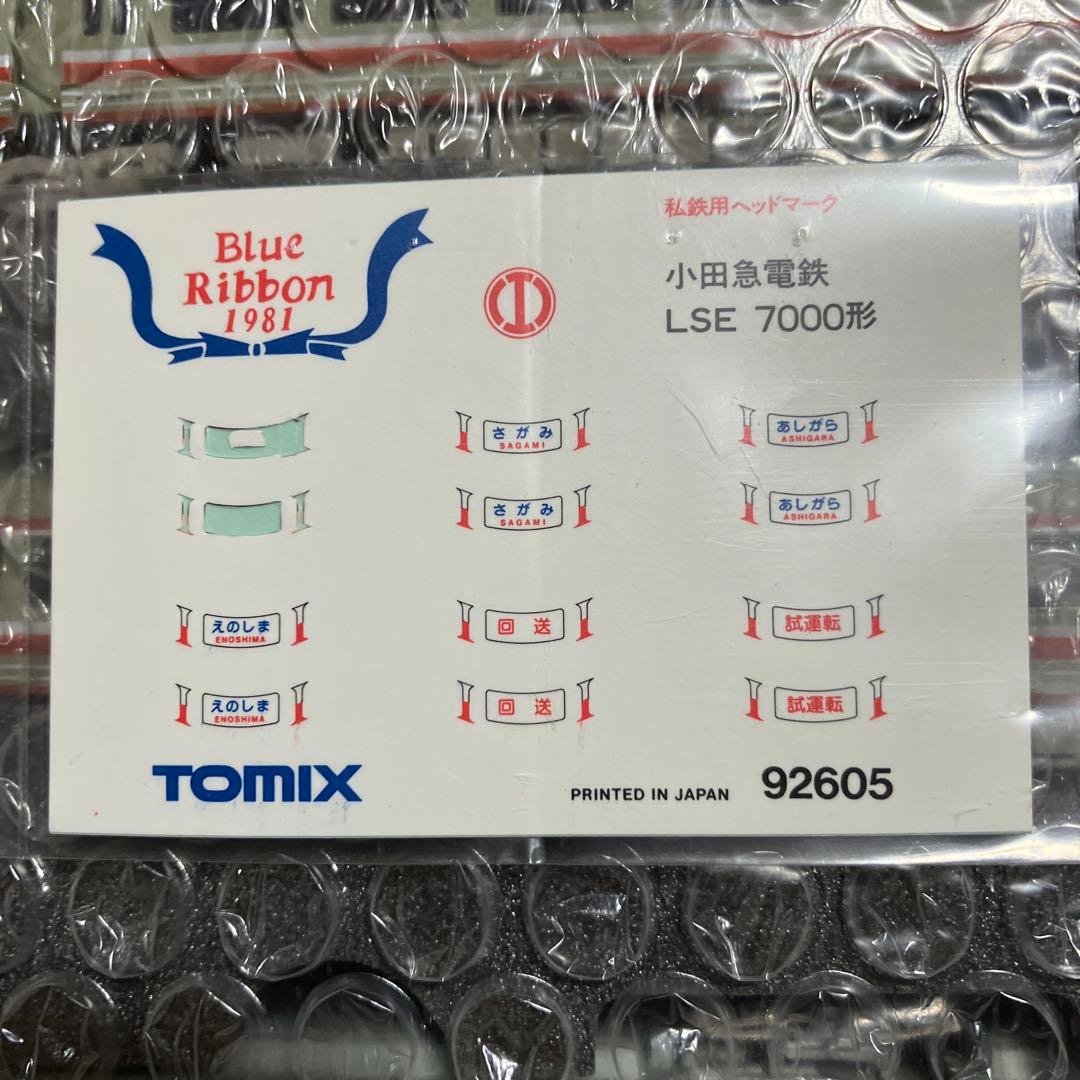 Blue
Ribbon
1981
私鉄用ヘッドマーク
小田急電鉄
LSE 7000形
さがみ
SAGAMI
あしがら
ASHIGARA
さがみ
SAGAMI
あしがら
ASHIGARA
えのしま
ENOSHIMA
回送
試運転
えのしま
ENOSHIMA
回送
試運転
TOMIX
PRINTED IN JAPAN 92605